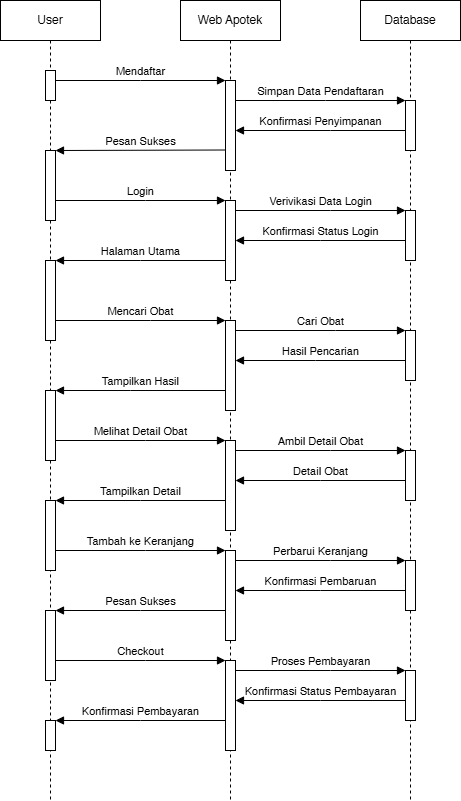 User
Web Apotek
Database
Mendaftar
Simpan Data Pendaftaran
Konfirmasi Penyimpanan
Pesan Sukses
Login
Verivikasi Data Login
Konfirmasi Status Login
Halaman Utama
Mencari Obat
Cari Obat
Hasil Pencarian
Tampilkan Hasil
Melihat Detail Obat
Ambil Detail Obat
Detail Obat
Tampilkan Detail
Tambah ke Keranjang
Perbarui Keranjang
Konfirmasi Pembaruan
Pesan Sukses
Checkout
Proses Pembayaran
Konfirmasi Status Pembayaran
Konfirmasi Pembayaran